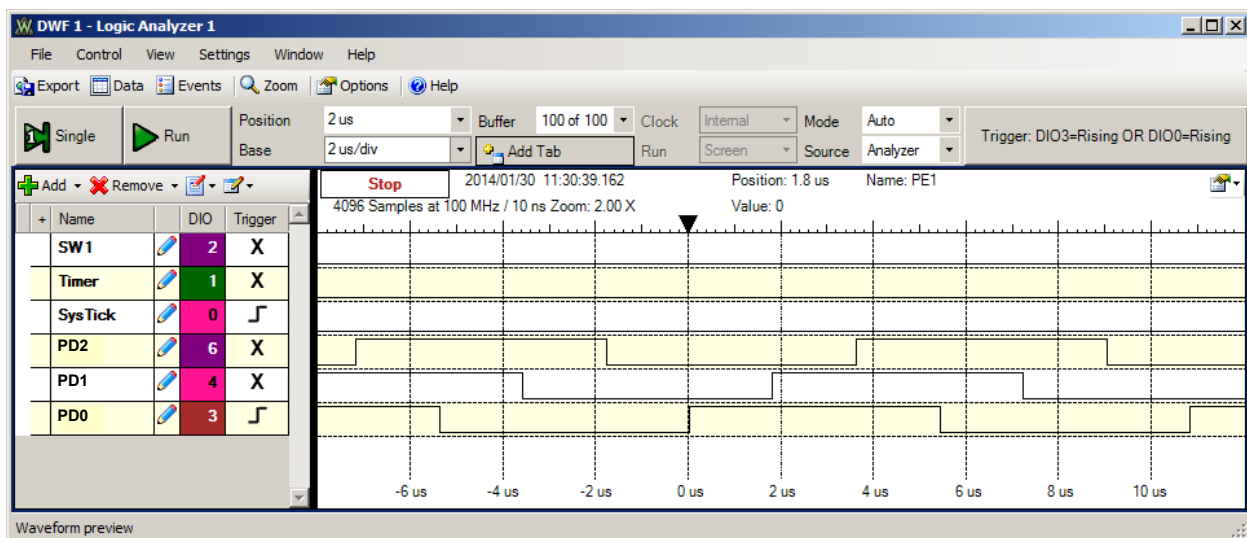 DWF 1 - Logic Analyzer 1
File Control View Settings Window Help
Export Data Events Zoom Options Help
Single Run Position 2 us Buffer 100 of 100 Clock Internal Mode Auto Trigger: DIO3=Rising OR DIO0=Rising
Base 2 us/div Add Tab Run Screen Source Analyzer
Add Remove Stop 2014/01/30 11:30:39.162 Position: 1.8 us Name: PE1
4096 Samples at 100 MHz / 10 ns Zoom: 2.00 X Value: 0
+ Name DIO Trigger
SW1 2 X
Timer 1 X
SysTick 0
PD2 6 X
PD1 4 X
PD0 3
-6 us -4 us -2 us 0 us 2 us 4 us 6 us 8 us 10 us
Waveform preview